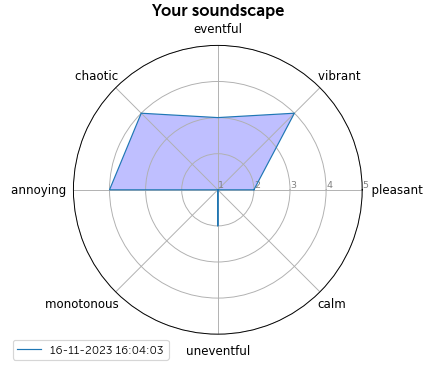 Your soundscape
eventful
chaotic
vibrant
annoying
1
2
3
4
5
pleasant
monotonous
calm
16-11-2023 16:04:03
uneventful